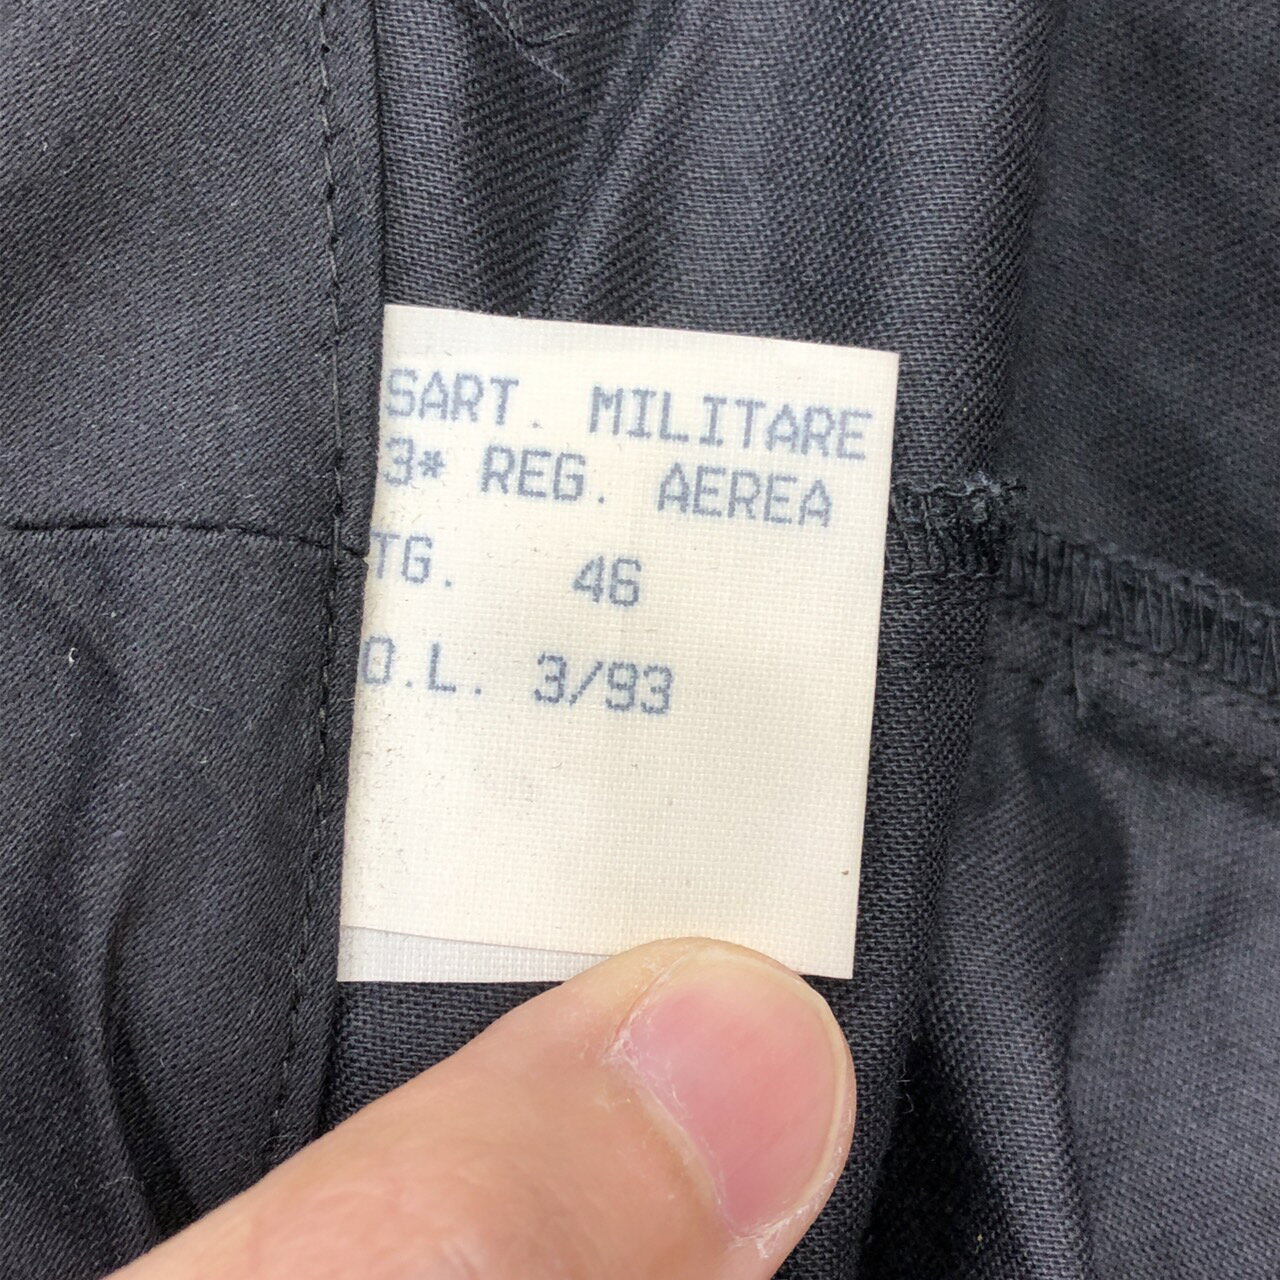 SART. MILITARE
3* REG. AEREA
TG. 46
O.L. 3/93